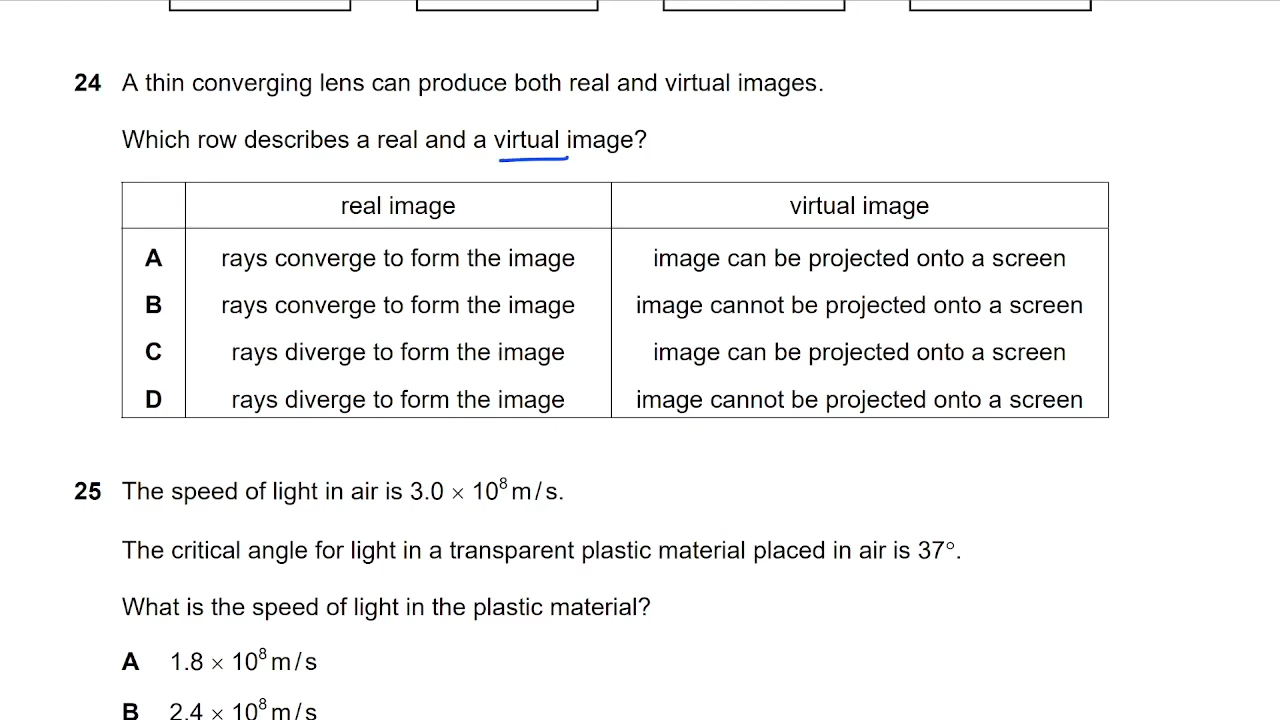 24 A thin converging lens can produce both real and virtual images.
Which row describes a real and a virtual image?
real image virtual image
A rays converge to form the image image can be projected onto a screen
B rays converge to form the image image cannot be projected onto a screen
C rays diverge to form the image image can be projected onto a screen
D rays diverge to form the image image cannot be projected onto a screen
25 The speed of light in air is 3.0 × 10⁸ m/s.
The critical angle for light in a transparent plastic material placed in air is 37°.
What is the speed of light in the plastic material?
A 1.8 × 10⁸ m/s
B 2.4 × 10⁸ m/s